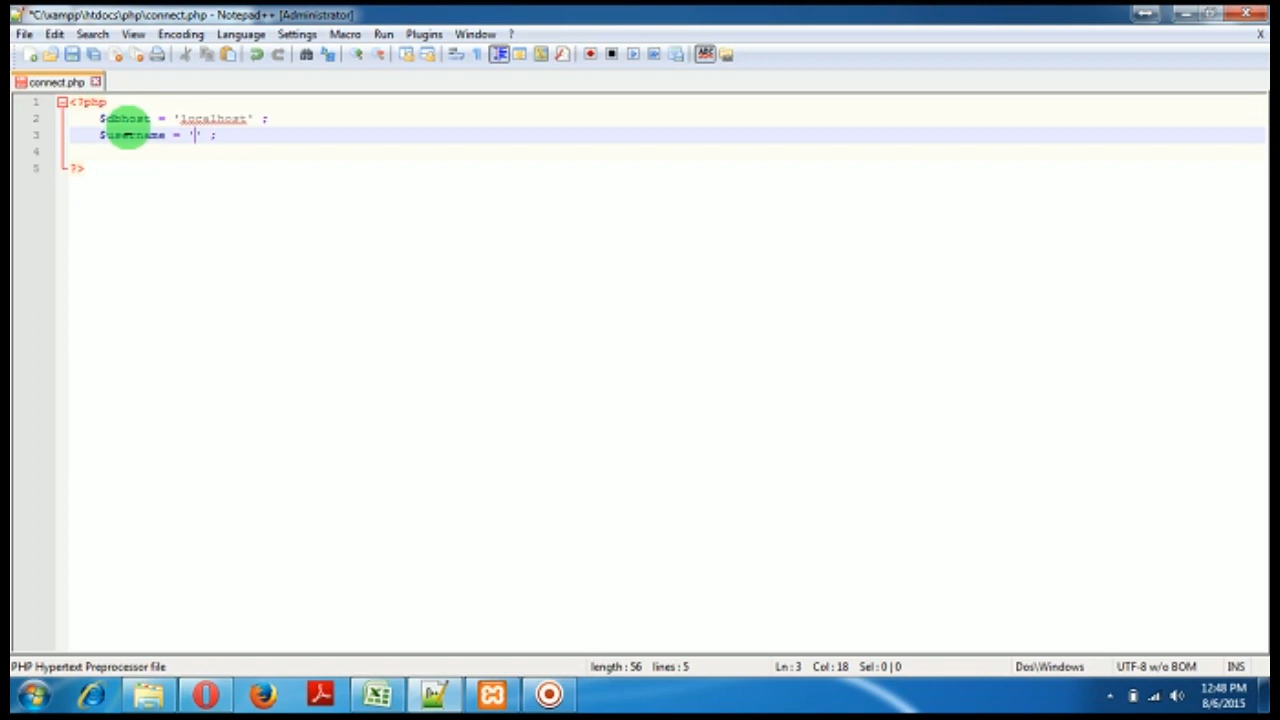 *C:\xampp\htdocs\php\connect.php - Notepad++ [Administrator]
File Edit Search View Encoding Language Settings Macro Run Plugins Window ? X
connect.php
1 <?php
2 $dbhost = 'localhost' ;
3 $username = '' ;
4
5 ?>
PHP Hypertext Preprocessor file length : 56 lines : 5 Ln : 3 Col : 18 Sel : 0 | 0 Dos\Windows UTF-8 w/o BOM INS
12:48 PM
8/6/2015